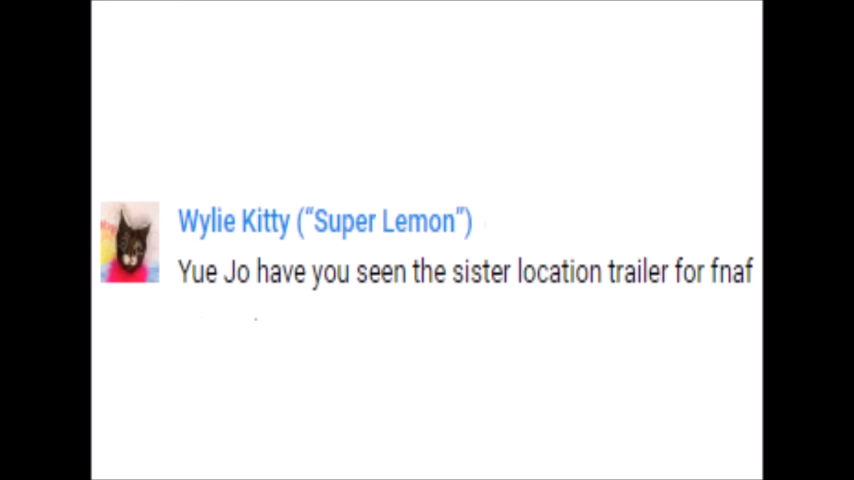 Wylie Kitty (“Super Lemon”)
Yue Jo have you seen the sister location trailer for fnaf